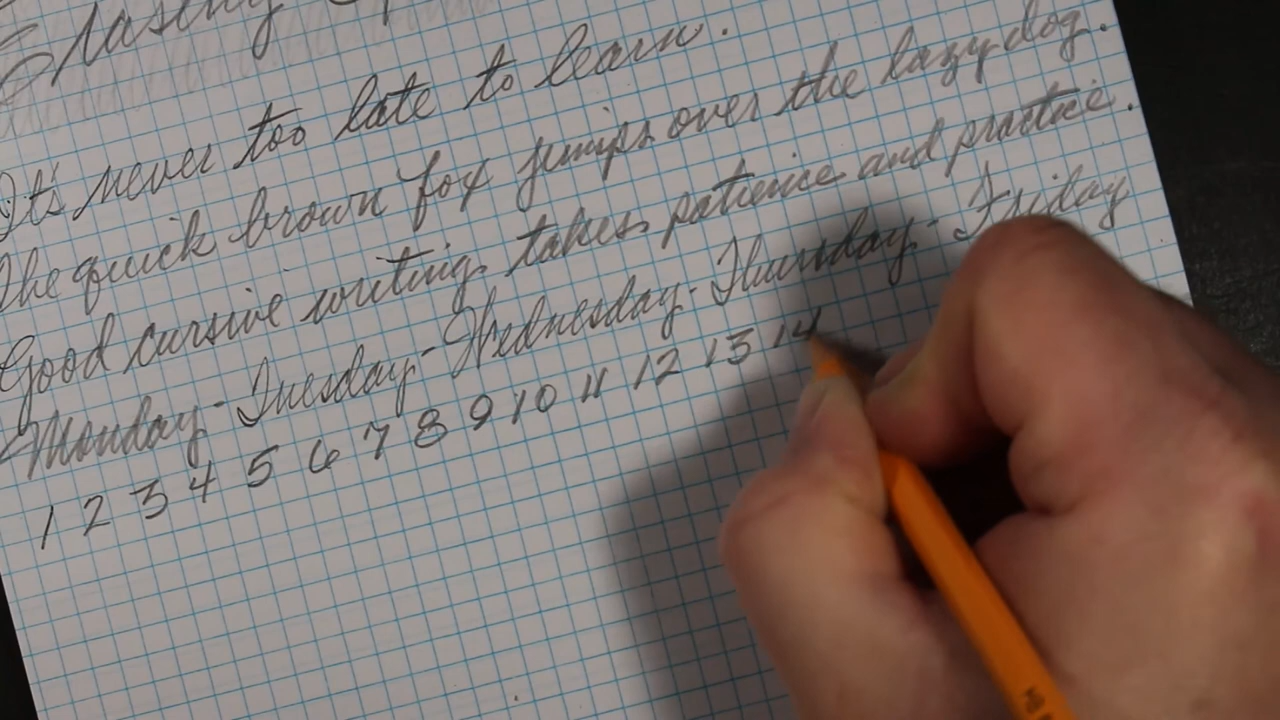 It's never too late to learn.
The quick brown fox jumps over the lazy dog.
Good cursive writing takes patience and practice.
Monday - Tuesday - Wednesday - Thursday - Friday
1 2 3 4 5 6 7 8 9 10 11 12 13 14